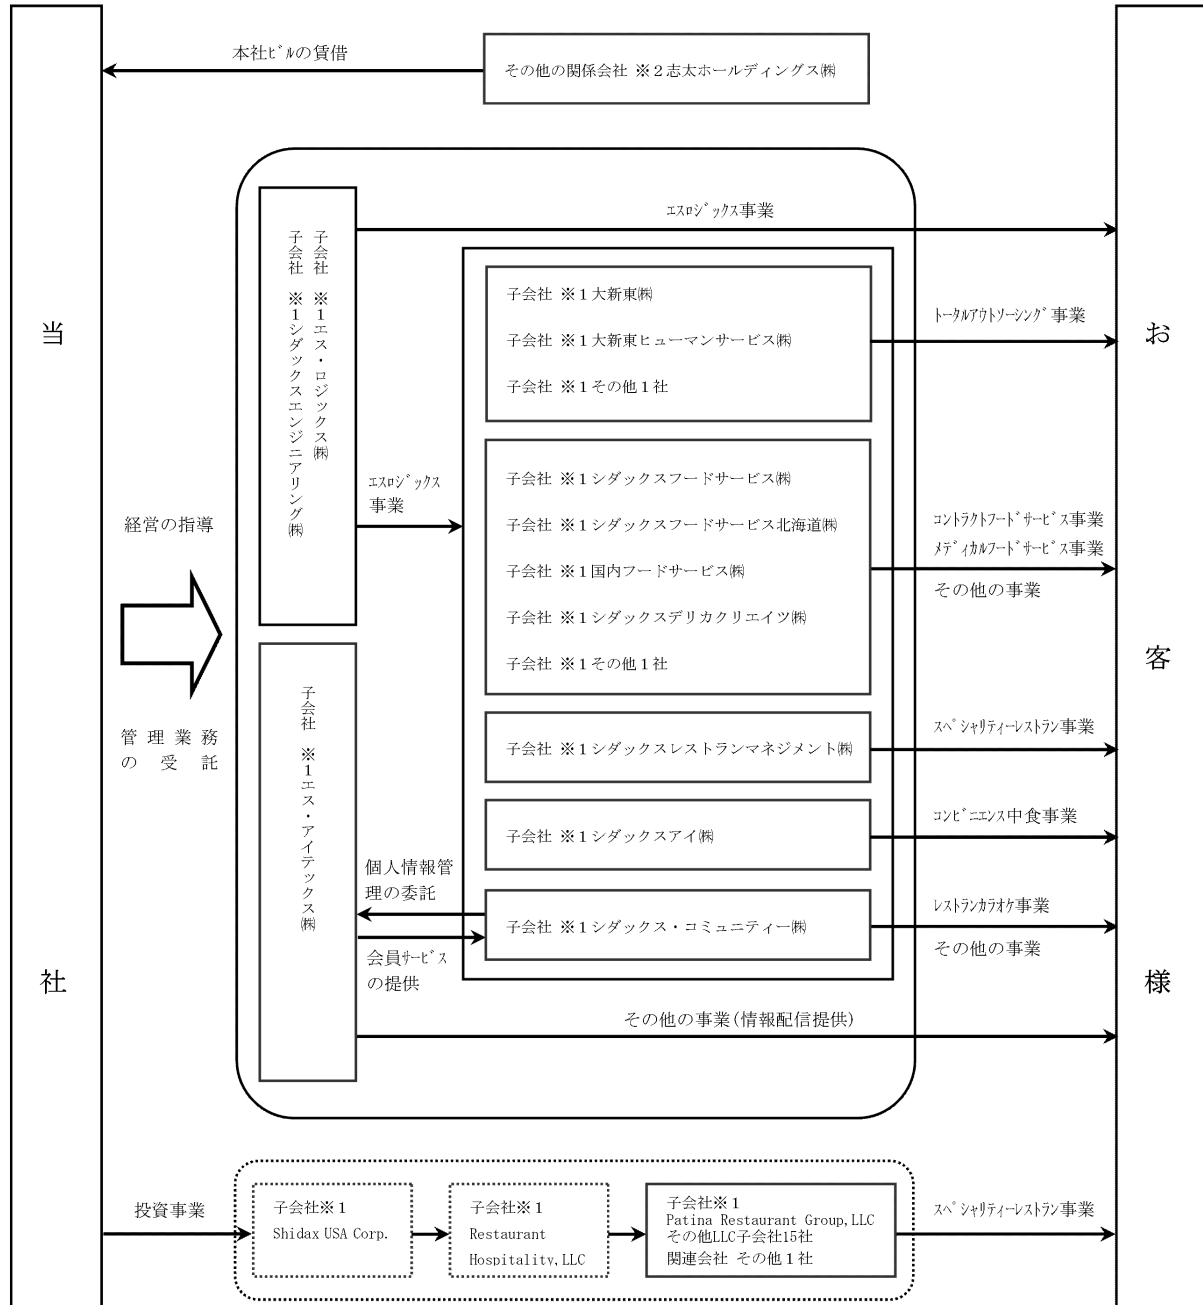 本社ビルの賃借
その他の関係会社 ※２志太ホールディングス㈱
当社
お客様
エスロジックス事業
子会社 ※１エス・ロジックス㈱
子会社 ※１シダックスエンジニアリング㈱
子会社 ※１大新東㈱
子会社 ※１大新東ヒューマンサービス㈱
子会社 ※１その他１社
トータルアウトソーシング事業
エスロジックス
事業
経営の指導
管理業務
の受託
子会社 ※１シダックスフードサービス㈱
子会社 ※１シダックスフードサービス北海道㈱
子会社 ※１国内フードサービス㈱
子会社 ※１シダックスデリカクリエイツ㈱
子会社 ※１その他１社
コントラクトフードサービス事業
メディカルフードサービス事業
その他の事業
子会社 ※１エス・アイテックス㈱
子会社 ※１シダックスレストランマネジメント㈱
スペシャリティーレストラン事業
子会社 ※１シダックスアイ㈱
コンビニエンス中食事業
個人情報管
理の委託
子会社 ※１シダックス・コミュニティー㈱
レストランカラオケ事業
その他の事業
会員サービス
の提供
その他の事業(情報配信提供)
投資事業
子会社※１
Shidax USA Corp.
子会社※１
Restaurant
Hospitality,LLC
子会社※１
Patina Restaurant Group,LLC
その他LLC子会社15社
関連会社 その他１社
スペシャリティーレストラン事業